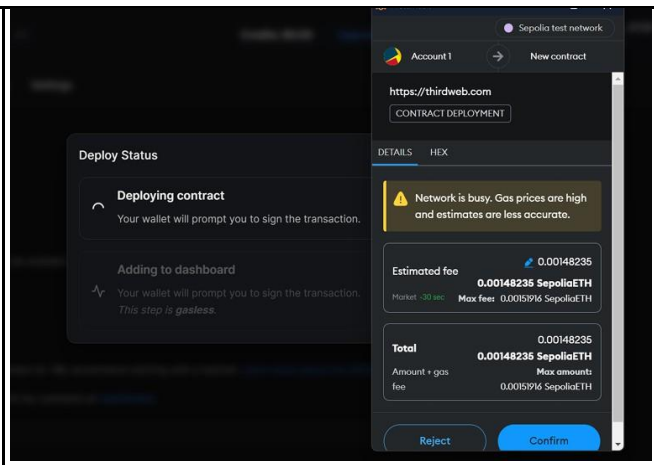 Deploy Status
Deploying contract
Your wallet will prompt you to sign the transaction.
Adding to dashboard
Your wallet will prompt you to sign the transaction.
This step is gasless.
Sepolia test network
Account 1
New contract
https://thirdweb.com
CONTRACT DEPLOYMENT
DETAILS HEX
Network is busy. Gas prices are high
and estimates are less accurate.
0.00148235
Estimated fee
0.00148235 SepoliaETH
Market ~30 sec Max fee: 0.00151916 SepoliaETH
0.00148235
Total
0.00148235 SepoliaETH
Amount + gas Max amount:
fee 0.00151916 SepoliaETH
Reject Confirm